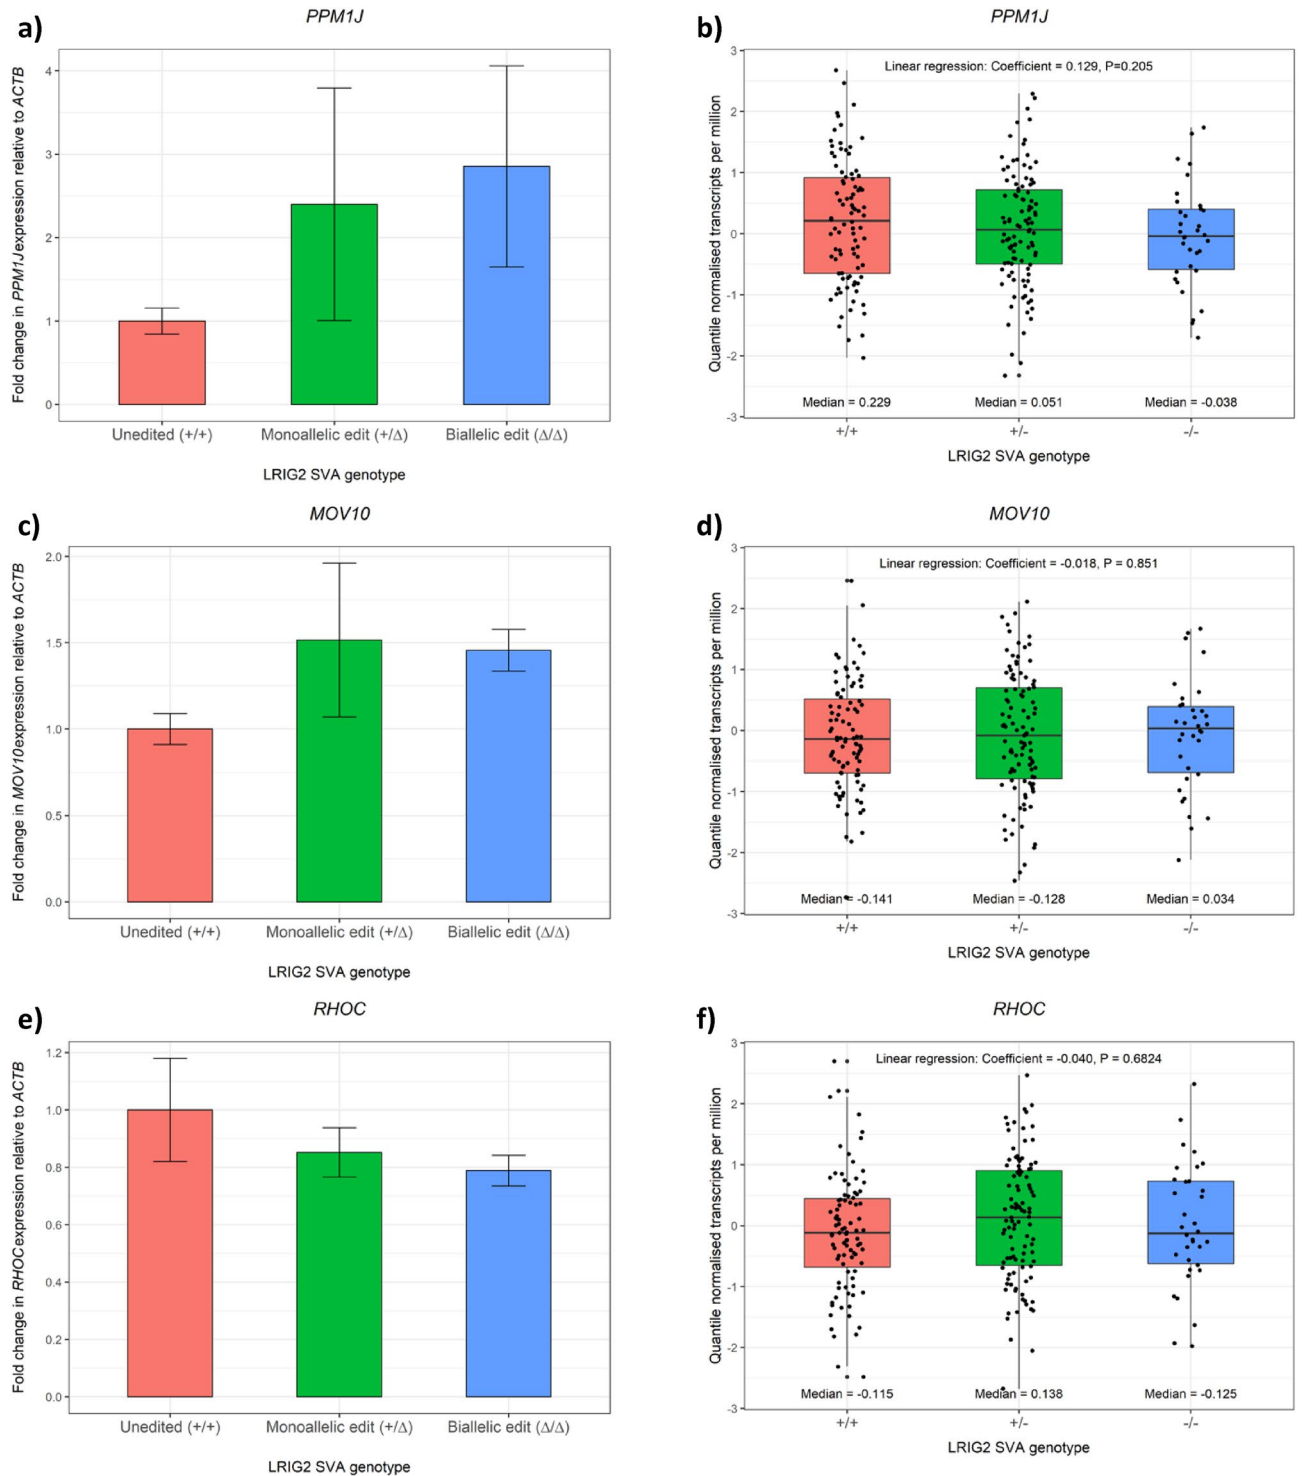 a)
PPM1J
Fold change in PPM1J expression relative to ACTB
4
3
2
1
0
Unedited (+/+) Monoallelic edit (+/Δ) Biallelic edit (Δ/Δ)
LRIG2 SVA genotype
b)
PPM1J
Quantile normalised transcripts per million
Linear regression: Coefficient = 0.129, P=0.205
3
2
1
0
-1
-2
-3
Median = 0.229 Median = 0.051 Median = -0.038
+/+ +/- -/-
LRIG2 SVA genotype
c)
MOV10
Fold change in MOV10 expression relative to ACTB
2.0
1.5
1.0
0.5
0.0
Unedited (+/+) Monoallelic edit (+/Δ) Biallelic edit (Δ/Δ)
LRIG2 SVA genotype
d)
MOV10
Quantile normalised transcripts per million
Linear regression: Coefficient = -0.018, P = 0.851
3
2
1
0
-1
-2
-3
Median = -0.141 Median = -0.128 Median = 0.034
+/+ +/- -/-
LRIG2 SVA genotype
e)
RHOC
Fold change in RHOC expression relative to ACTB
1.2
1.0
0.8
0.6
0.4
0.2
0.0
Unedited (+/+) Monoallelic edit (+/Δ) Biallelic edit (Δ/Δ)
LRIG2 SVA genotype
f)
RHOC
Quantile normalised transcripts per million
Linear regression: Coefficient = -0.040, P = 0.6824
3
2
1
0
-1
-2
-3
Median = -0.115 Median = 0.138 Median = -0.125
+/+ +/- -/-
LRIG2 SVA genotype